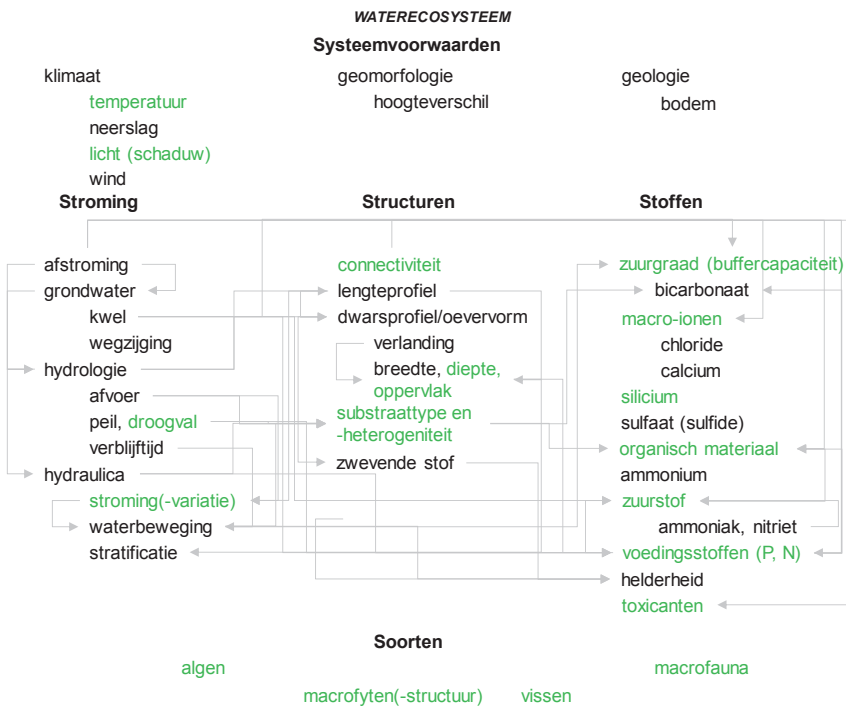 WATERECOSYSTEEM
Systeemvoorwaarden
klimaat
temperatuur
neerslag
licht (schaduw)
wind
geomorfologie
hoogteverschil
geologie
bodem
Stroming
afstroming
grondwater
kwel
wegzijging
hydrologie
afvoer
peil, droogval
verblijftijd
hydraulica
stroming(-variatie)
waterbeweging
stratificatie
Structuren
connectiviteit
lengteprofiel
dwarsprofiel/oevervorm
verlanding
breedte, diepte,
oppervlak
substraattype en
-heterogeniteit
zwevende stof
Stoffen
zuurgraad (buffercapaciteit)
bicarbonaat
macro-ionen
chloride
calcium
silicium
sulfaat (sulfide)
organisch materiaal
ammonium
zuurstof
ammoniak, nitriet
voedingsstoffen (P, N)
helderheid
toxicanten
Soorten
algen
macrofauna
macrofyten(-structuur)
vissen